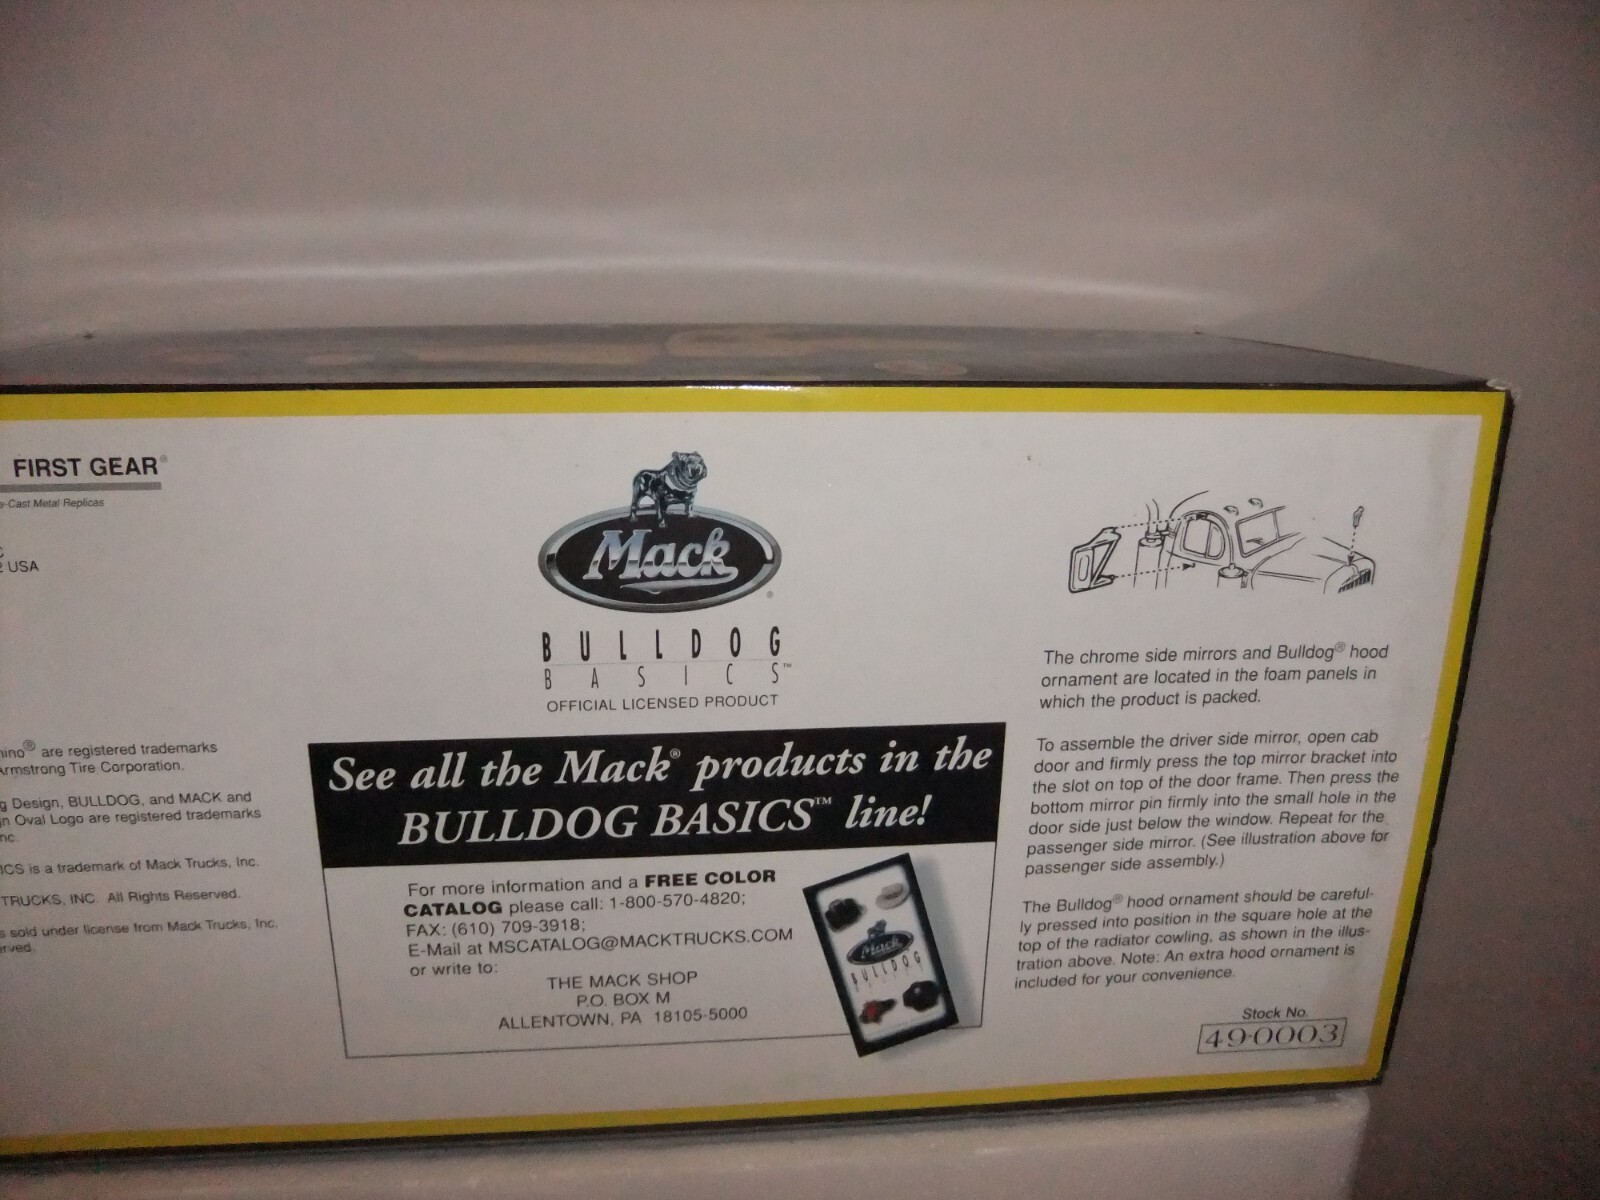 FIRST GEAR®
-Cast Metal Replicas
USA
are registered trademarks
Armstrong Tire Corporation.
Design, BULLDOG, and MACK and
Oval Logo are registered trademarks
is a trademark of Mack Trucks, Inc.
TRUCKS, INC. All Rights Reserved.
sold under license from Mack Trucks, Inc.
Mack®
BULLDOG
BASICS™
OFFICIAL LICENSED PRODUCT
See all the Mack® products in the
BULLDOG BASICS™ line!
For more information and a FREE COLOR
CATALOG please call: 1-800-570-4820;
FAX: (610) 709-3918;
E-Mail at MSCATALOG@MACKTRUCKS.COM
or write to:
THE MACK SHOP
P.O. BOX M
ALLENTOWN, PA 18105-5000
Mack
BULLDOG
The chrome side mirrors and Bulldog® hood
ornament are located in the foam panels in
which the product is packed.
To assemble the driver side mirror, open cab
door and firmly press the top mirror bracket into
the slot on top of the door frame. Then press the
bottom mirror pin firmly into the small hole in the
door side just below the window. Repeat for the
passenger side mirror. (See illustration above for
passenger side assembly.)
The Bulldog® hood ornament should be careful-
ly pressed into position in the square hole at the
top of the radiator cowling, as shown in the illus-
tration above. Note: An extra hood ornament is
included for your convenience.
Stock No.
49-0003